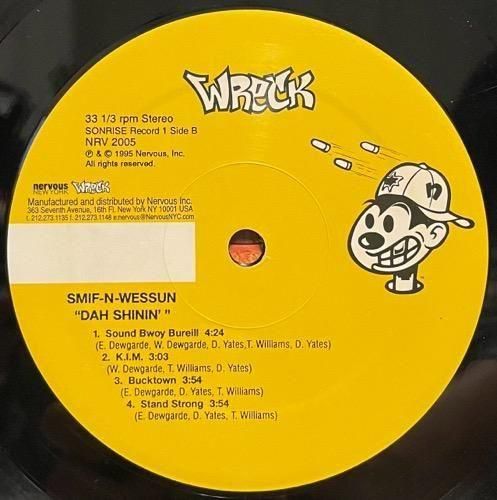 WRECK
33 1/3 rpm Stereo
SONRISE Record 1 Side B
NRV 2005
℗ & © 1995 Nervous, Inc.
All rights reserved.
nervous WRECK
NEW YORK
Manufactured and distributed by Nervous Inc.
363 Seventh Avenue, 16th Fl. New York NY 10001 USA
t. 212.273.1135 f. 212.273.1148 e.nervous@NervousNYC.com
SMIF-N-WESSUN
"DAH SHININ' "
1. Sound Bwoy Bureill 4:24
(E. Dewgarde, W. Dewgarde, D. Yates,T. Williams, D. Yates)
2. K.I.M. 3:03
(W. Dewgarde, T. Williams, D. Yates)
3. Bucktown 3:54
(E. Dewgarde, D. Yates, T. Williams)
4. Stand Strong 3:54
(E. Dewgarde, D. Yates, T. Williams)
TM